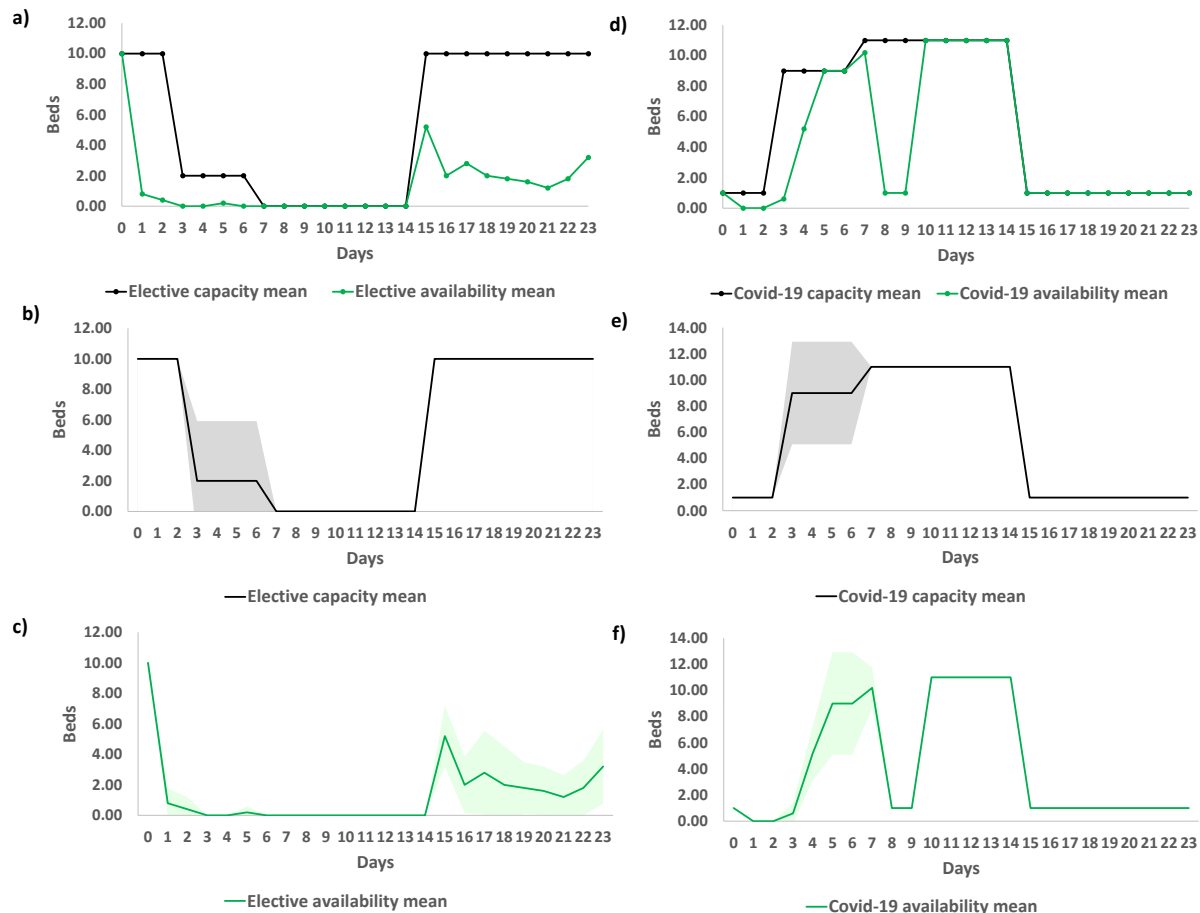 a)
12.00
10.00
8.00
6.00
4.00
2.00
0.00
Beds
0 1 2 3 4 5 6 7 8 9 10 11 12 13 14 15 16 17 18 19 20 21 22 23
Days
Elective capacity mean Elective availability mean
d)
12.00
10.00
8.00
6.00
4.00
2.00
0.00
Beds
0 1 2 3 4 5 6 7 8 9 10 11 12 13 14 15 16 17 18 19 20 21 22 23
Days
Covid-19 capacity mean Covid-19 availability mean
b)
12.00
10.00
8.00
6.00
4.00
2.00
0.00
Beds
0 1 2 3 4 5 6 7 8 9 10 11 12 13 14 15 16 17 18 19 20 21 22 23
Days
Elective capacity mean
e)
14.00
12.00
10.00
8.00
6.00
4.00
2.00
0.00
Beds
0 1 2 3 4 5 6 7 8 9 10 11 12 13 14 15 16 17 18 19 20 21 22 23
Days
Covid-19 capacity mean
c)
12.00
10.00
8.00
6.00
4.00
2.00
0.00
Beds
0 1 2 3 4 5 6 7 8 9 10 11 12 13 14 15 16 17 18 19 20 21 22 23
Days
Elective availability mean
f)
14.00
12.00
10.00
8.00
6.00
4.00
2.00
0.00
Beds
0 1 2 3 4 5 6 7 8 9 10 11 12 13 14 15 16 17 18 19 20 21 22 23
Days
Covid-19 availability mean